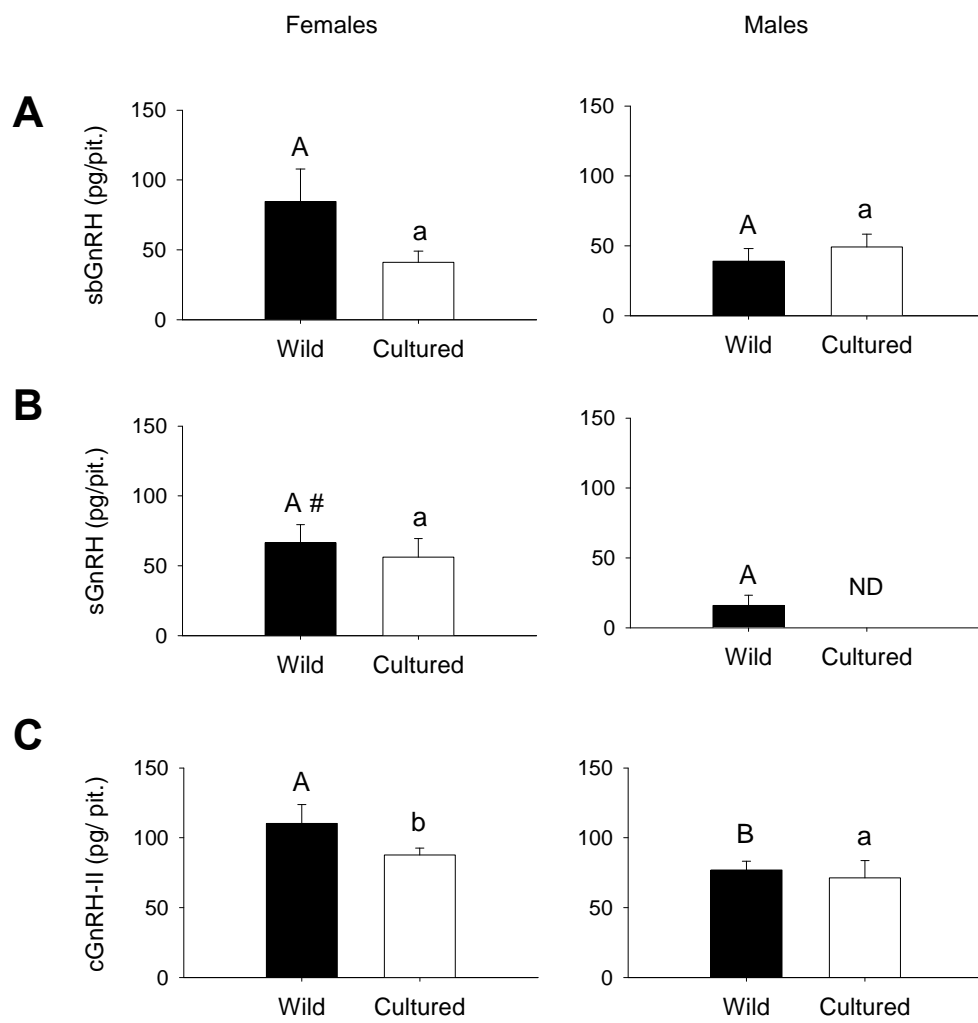 Females
Males
A
sbGnRH (pg/pit.)
150
100
50
0
A
a
Wild
Cultured
150
100
50
0
A
a
Wild
Cultured
B
sGnRH (pg/pit.)
150
100
50
0
A #
a
Wild
Cultured
150
100
50
0
A
ND
Wild
Cultured
C
cGnRH-II (pg/ pit.)
150
100
50
0
A
b
Wild
Cultured
150
100
50
0
B
a
Wild
Cultured